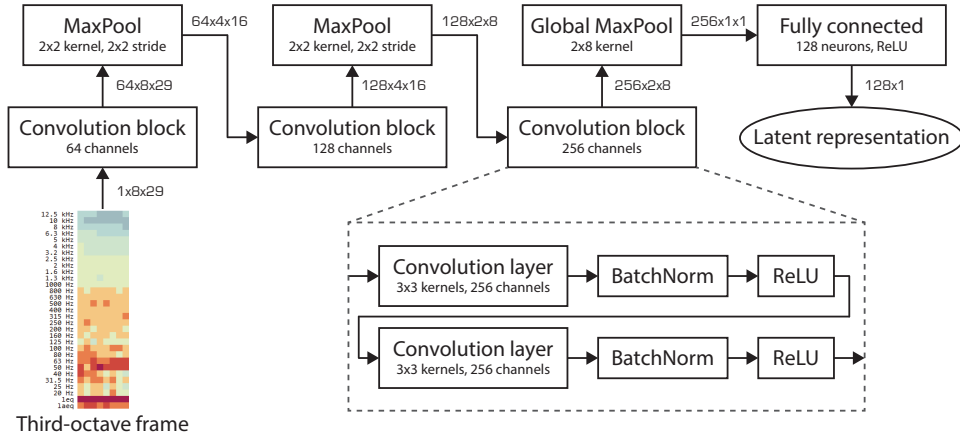 MaxPool
2x2 kernel, 2x2 stride
64x4x16
MaxPool
2x2 kernel, 2x2 stride
128x2x8
Global MaxPool
2x8 kernel
256x1x1
Fully connected
128 neurons, ReLU
64x8x29
128x4x16
256x2x8
128x1
Convolution block
64 channels
Convolution block
128 channels
Convolution block
256 channels
Latent representation
1x8x29
12.5 kHz
10 kHz
8 kHz
6.3 kHz
5 kHz
4 kHz
3.2 kHz
2.5 kHz
2 kHz
1.6 kHz
1.3 kHz
1000 Hz
800 Hz
630 Hz
500 Hz
400 Hz
315 Hz
250 Hz
200 Hz
160 Hz
125 Hz
100 Hz
80 Hz
63 Hz
50 Hz
40 Hz
31.5 Hz
25 Hz
20 Hz
leq
laeq
Third-octave frame
Convolution layer
3x3 kernels, 256 channels
BatchNorm
ReLU
Convolution layer
3x3 kernels, 256 channels
BatchNorm
ReLU